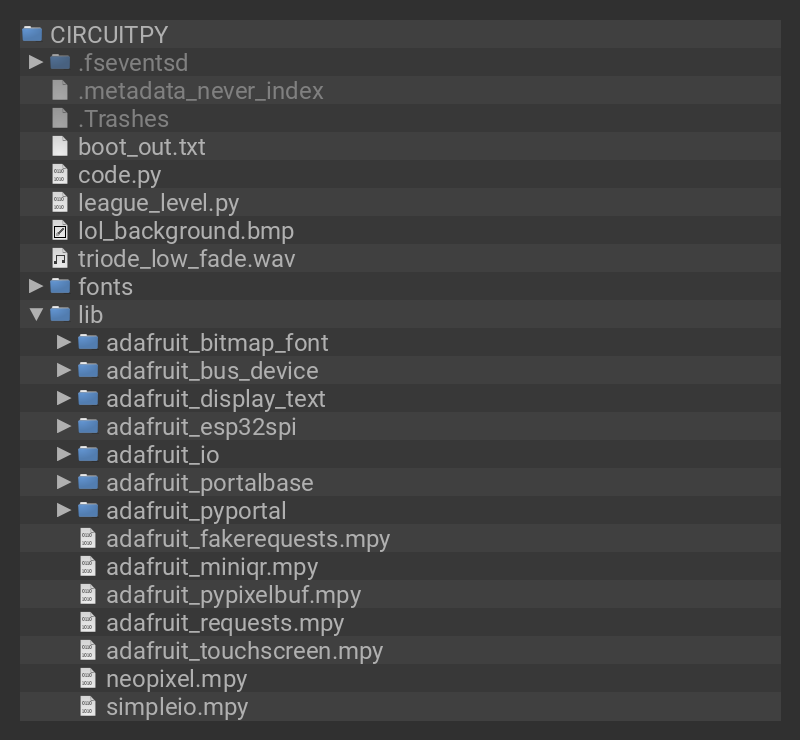 CIRCUITPY
.fseventsd
.metadata_never_index
.Trashes
boot_out.txt
code.py
league_level.py
lol_background.bmp
triode_low_fade.wav
fonts
lib
adafruit_bitmap_font
adafruit_bus_device
adafruit_display_text
adafruit_esp32spi
adafruit_io
adafruit_portalbase
adafruit_pyportal
adafruit_fakerequests.mpy
adafruit_miniqr.mpy
adafruit_pypixelbuf.mpy
adafruit_requests.mpy
adafruit_touchscreen.mpy
neopixel.mpy
simpleio.mpy